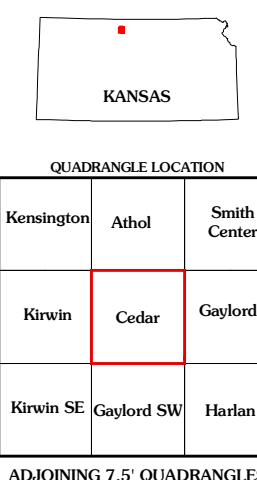 KANSAS
QUADRANGLE LOCATION
Kensington Athol Smith
Center
Kirwin Cedar Gaylord
Kirwin SE Gaylord SW Harlan
ADJOINING 7.5' QUADRANGLES